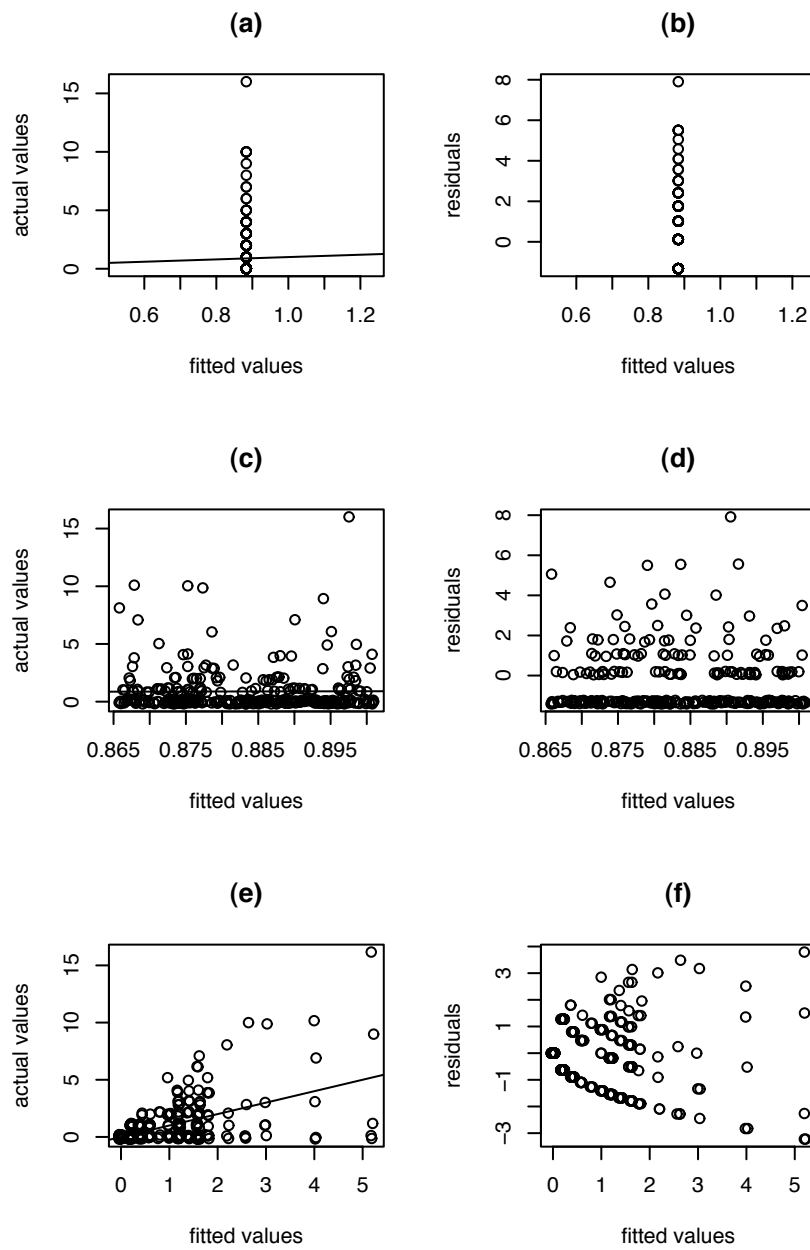 (a)
actual values
15
10
5
0
0.6 0.8 1.0 1.2
fitted values
(b)
residuals
8
6
4
2
0
0.6 0.8 1.0 1.2
fitted values
(c)
actual values
15
10
5
0
0.865 0.875 0.885 0.895
fitted values
(d)
residuals
8
6
4
2
0
0.865 0.875 0.885 0.895
fitted values
(e)
actual values
15
10
5
0
0 1 2 3 4 5
fitted values
(f)
residuals
3
1
−1
−3
0 1 2 3 4 5
fitted values